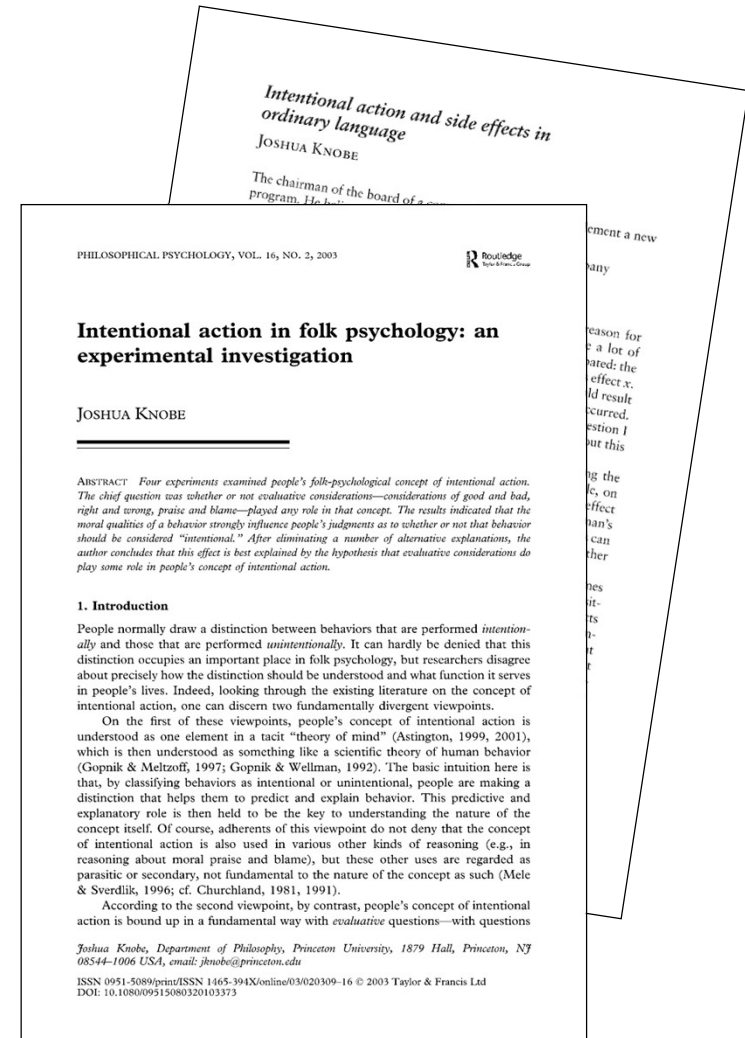 Intentional action and side effects in
ordinary language
JOSHUA KNOBE
The chairman of the board of a
program. He
ement a new
pany
eason for
e a lot of
pated: the
effect x.
ld result
ccurred.
estion I
out this
ng the
le, on
effect
nan's
can
ther
nes
sit-
cts
n-
t
t
PHILOSOPHICAL PSYCHOLOGY, VOL. 16, NO. 2, 2003
Routledge
Taylor & Francis Group
Intentional action in folk psychology: an
experimental investigation
JOSHUA KNOBE
ABSTRACT Four experiments examined people's folk-psychological concept of intentional action.
The chief question was whether or not evaluative considerations—considerations of good and bad,
right and wrong, praise and blame—played any role in that concept. The results indicated that the
moral qualities of a behavior strongly influence people's judgments as to whether or not that behavior
should be considered "intentional." After eliminating a number of alternative explanations, the
author concludes that this effect is best explained by the hypothesis that evaluative considerations do
play some role in people's concept of intentional action.
1. Introduction
People normally draw a distinction between behaviors that are performed intention-
ally and those that are performed unintentionally. It can hardly be denied that this
distinction occupies an important place in folk psychology, but researchers disagree
about precisely how the distinction should be understood and what function it serves
in people's lives. Indeed, looking through the existing literature on the concept of
intentional action, one can discern two fundamentally divergent viewpoints.
On the first of these viewpoints, people's concept of intentional action is
understood as one element in a tacit "theory of mind" (Astington, 1999, 2001),
which is then understood as something like a scientific theory of human behavior
(Gopnik & Meltzoff, 1997; Gopnik & Wellman, 1992). The basic intuition here is
that, by classifying behaviors as intentional or unintentional, people are making a
distinction that helps them to predict and explain behavior. This predictive and
explanatory role is then held to be the key to understanding the nature of the
concept itself. Of course, adherents of this viewpoint do not deny that the concept
of intentional action is also used in various other kinds of reasoning (e.g., in
reasoning about moral praise and blame), but these other uses are regarded as
parasitic or secondary, not fundamental to the nature of the concept as such (Mele
& Sverdlik, 1996; cf. Churchland, 1981, 1991).
According to the second viewpoint, by contrast, people's concept of intentional
action is bound up in a fundamental way with evaluative questions—with questions
Joshua Knobe, Department of Philosophy, Princeton University, 1879 Hall, Princeton, NJ
08544–1006 USA, email: jknobe@princeton.edu
ISSN 0951-5089/print/ISSN 1465-394X/online/03/020309–16 © 2003 Taylor & Francis Ltd
DOI: 10.1080/09515080320103373